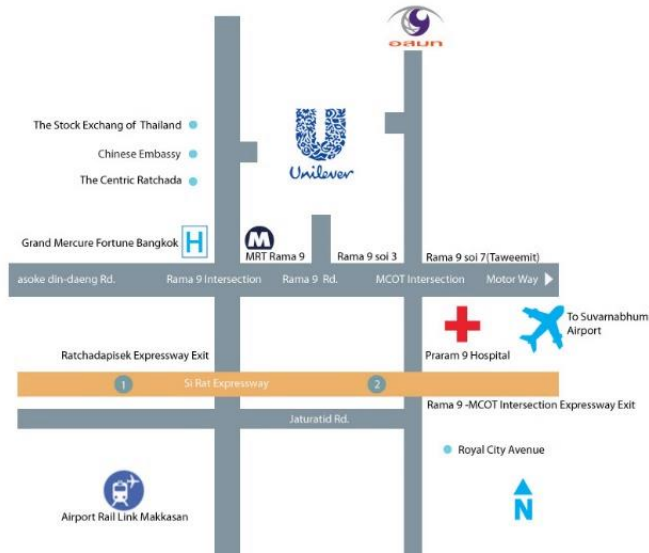 อสมท
The Stock Exchang of Thailand
Chinese Embassy
The Centric Ratchada
Unilever
Grand Mercure Fortune Bangkok
H
M
MRT Rama 9
Rama 9 soi 3
Rama 9 soi 7(Taweemit)
asoke din-daeng Rd.
Rama 9 Intersection
Rama 9 Rd.
MCOT Intersection
Motor Way
To Suvarnabhum
Airport
Ratchadapisek Expressway Exit
Praram 9 Hospital
1
Si Rat Expressway
2
Rama 9 -MCOT Intersection Expressway Exit
Jaturatid Rd.
Royal City Avenue
Airport Rail Link Makkasan
N